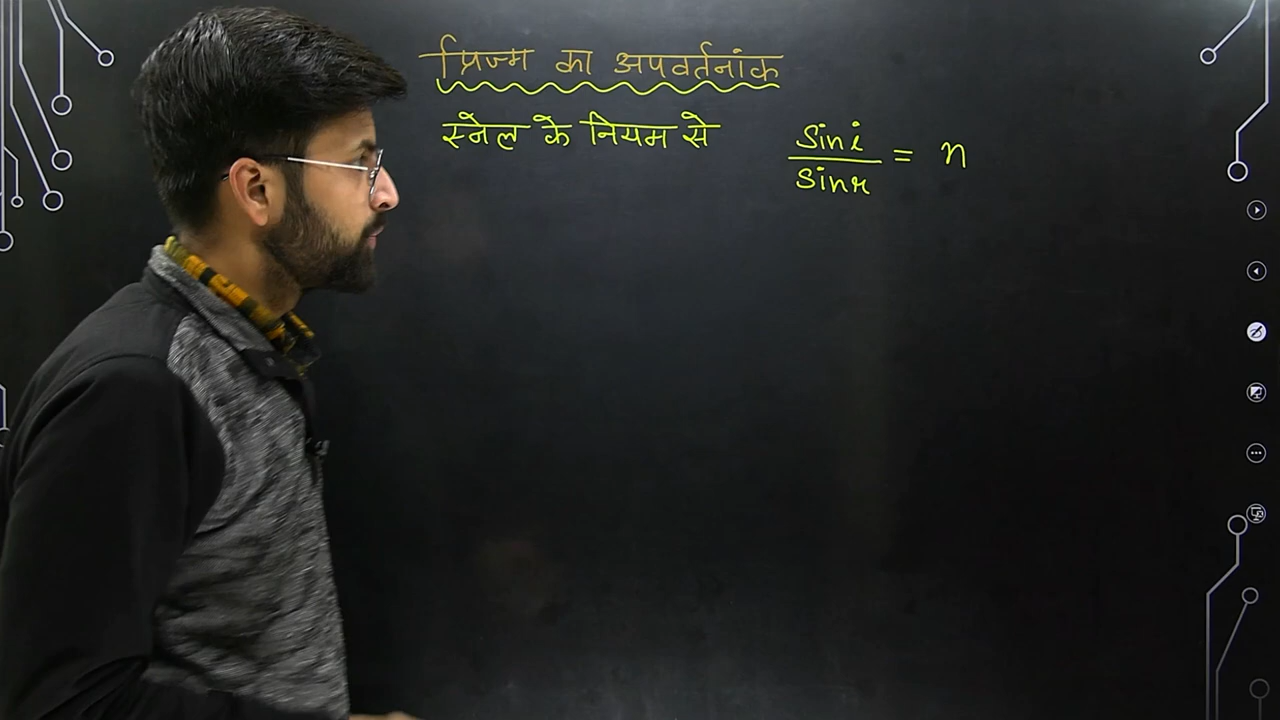 प्रिज्म का अपवर्तनांक
स्नेल के नियम से
sin i / sin r = n